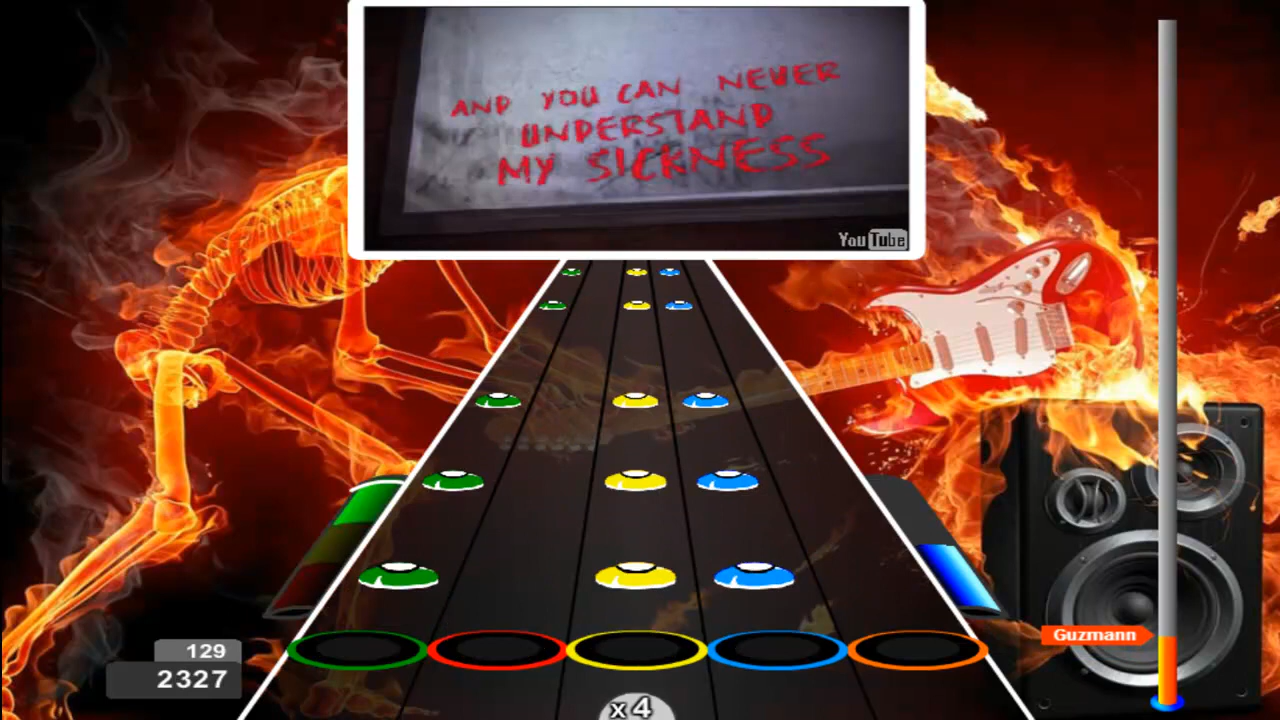 AND YOU CAN NEVER
UNDERSTAND
MY SICKNESS
YouTube
Guzmann
129
2327
x4